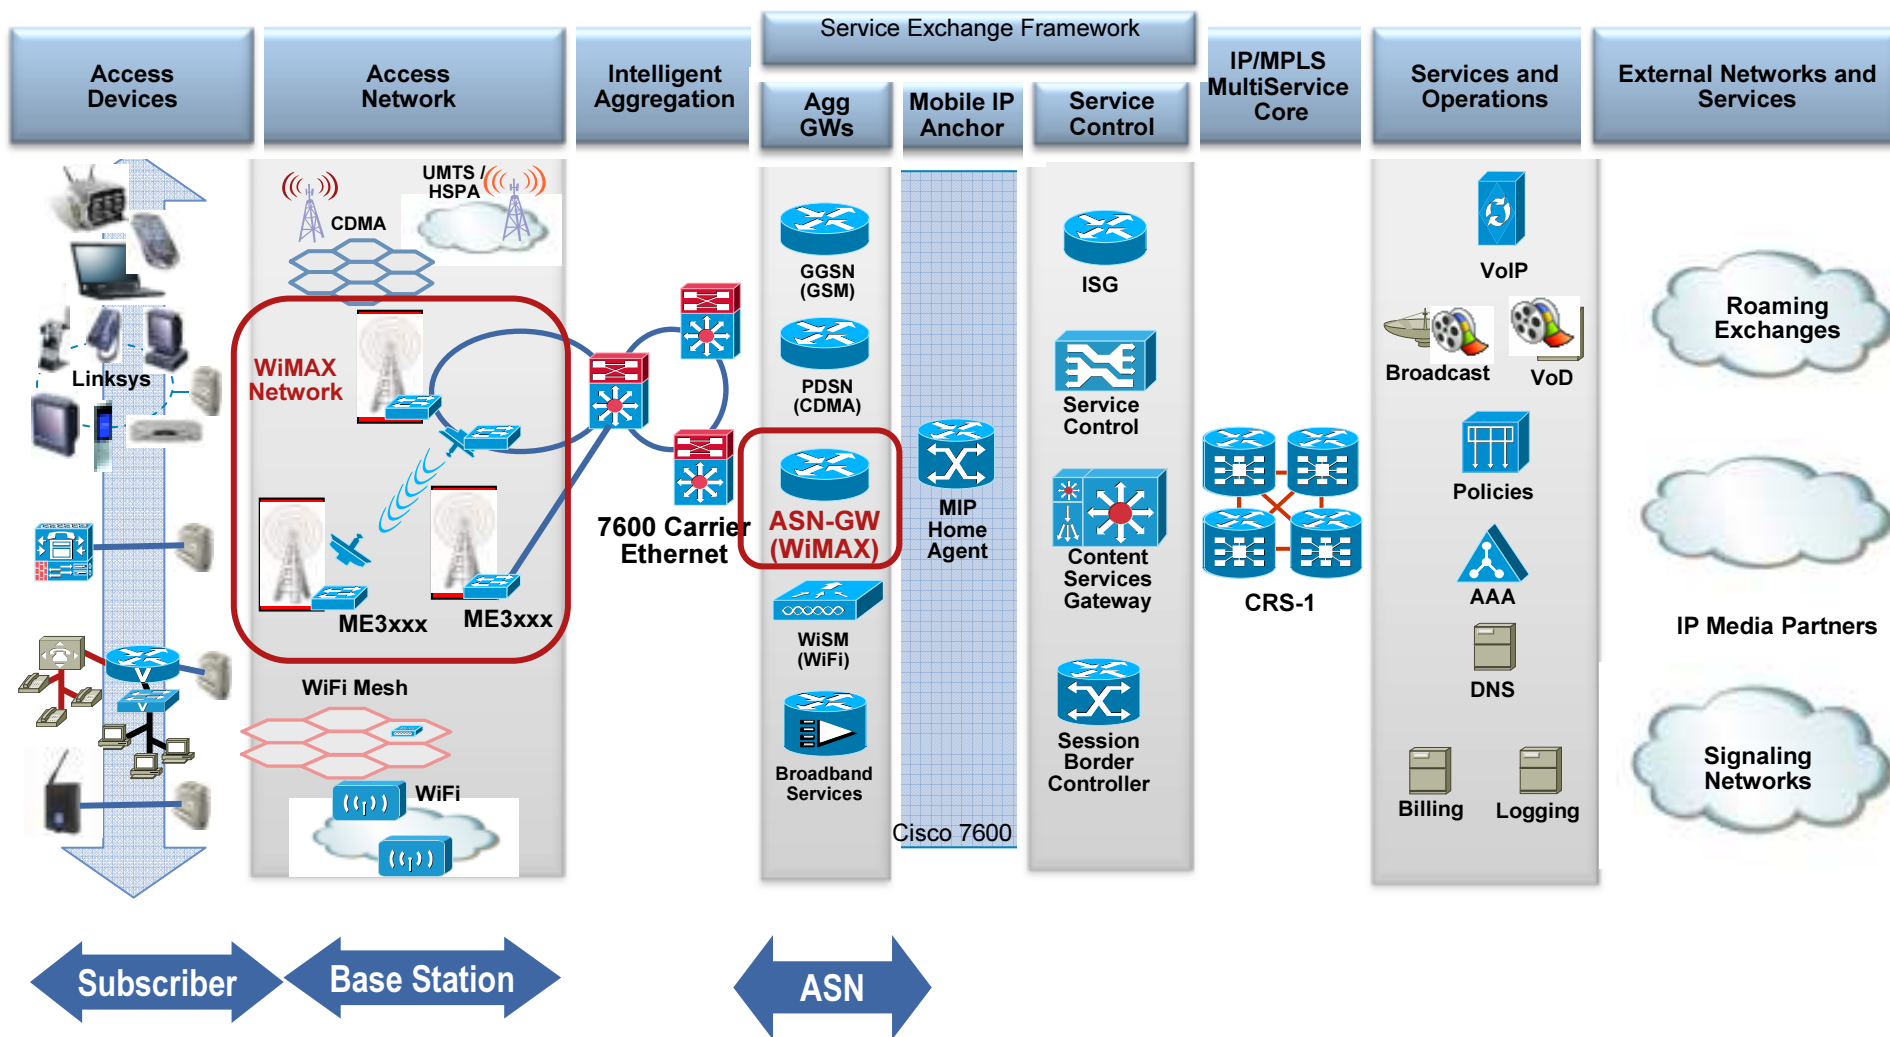 Service Exchange Framework
Access
Devices
Access
Network
Intelligent
Aggregation
Agg
GWs
Mobile IP
Anchor
Service
Control
IP/MPLS
MultiService
Core
Services and
Operations
External Networks and
Services
Linksys
CDMA
UMTS /
HSPA
WiMAX
Network
ME3xxx
ME3xxx
WiFi Mesh
WiFi
7600 Carrier
Ethernet
GGSN
(GSM)
PDSN
(CDMA)
ASN-GW
(WiMAX)
WiSM
(WiFi)
Broadband
Services
MIP
Home
Agent
Cisco 7600
ISG
Service
Control
Content
Services
Gateway
Session
Border
Controller
CRS-1
VoIP
Broadcast
VoD
Policies
AAA
DNS
Billing
Logging
Roaming
Exchanges
IP Media Partners
Signaling
Networks
Subscriber
Base Station
ASN